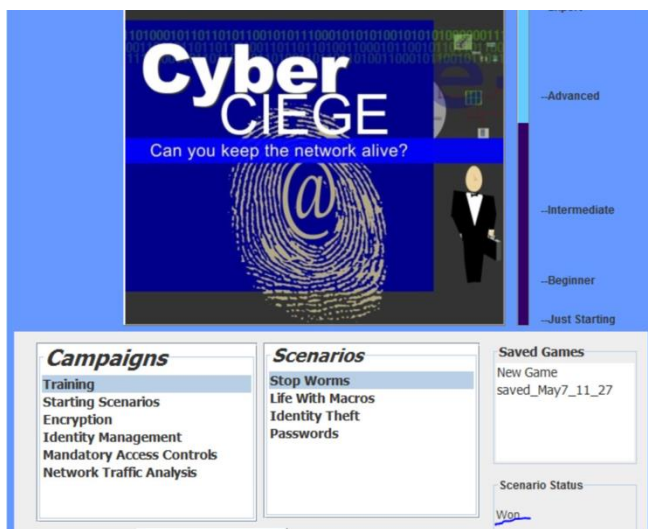 Cyber
CIEGE
Can you keep the network alive?
@
--Advanced
--Intermediate
--Beginner
--Just Starting
Campaigns
Training
Starting Scenarios
Encryption
Identity Management
Mandatory Access Controls
Network Traffic Analysis
Scenarios
Stop Worms
Life With Macros
Identity Theft
Passwords
Saved Games
New Game
saved_May7_11_27
Scenario Status
Won